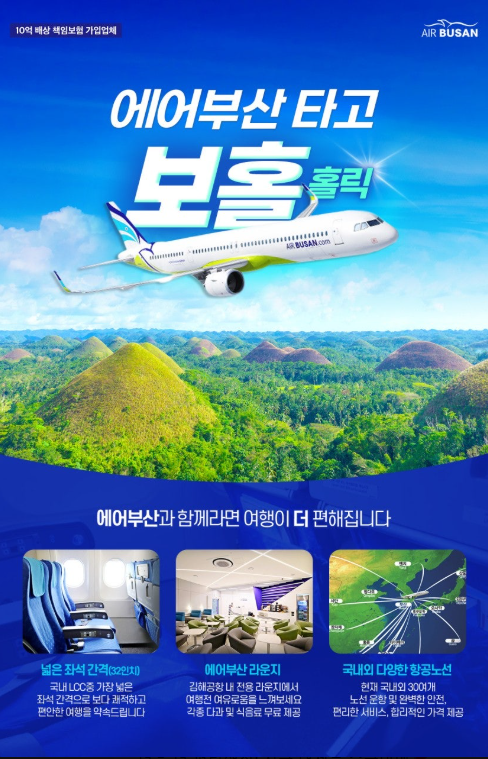 10억 배상 책임보험 가입업체
AIR BUSAN
에어부산 타고
보홀 홀릭
AIR BUSAN.com
에어부산과 함께라면 여행이 더 편해집니다
넓은 좌석 간격(32인치)
국내 LCC중 가장 넓은
좌석 간격으로 보다 쾌적하고
편안한 여행을 약속드립니다
에어부산 라운지
김해공항 내 전용 라운지에서
여행전 여유로움을 느껴보세요
각종 다과 및 식음료 무료 제공
국내외 다양한 항공노선
현재 국내외 30여개
노선 운항 및 완벽한 안전,
편리한 서비스, 합리적인 가격 제공